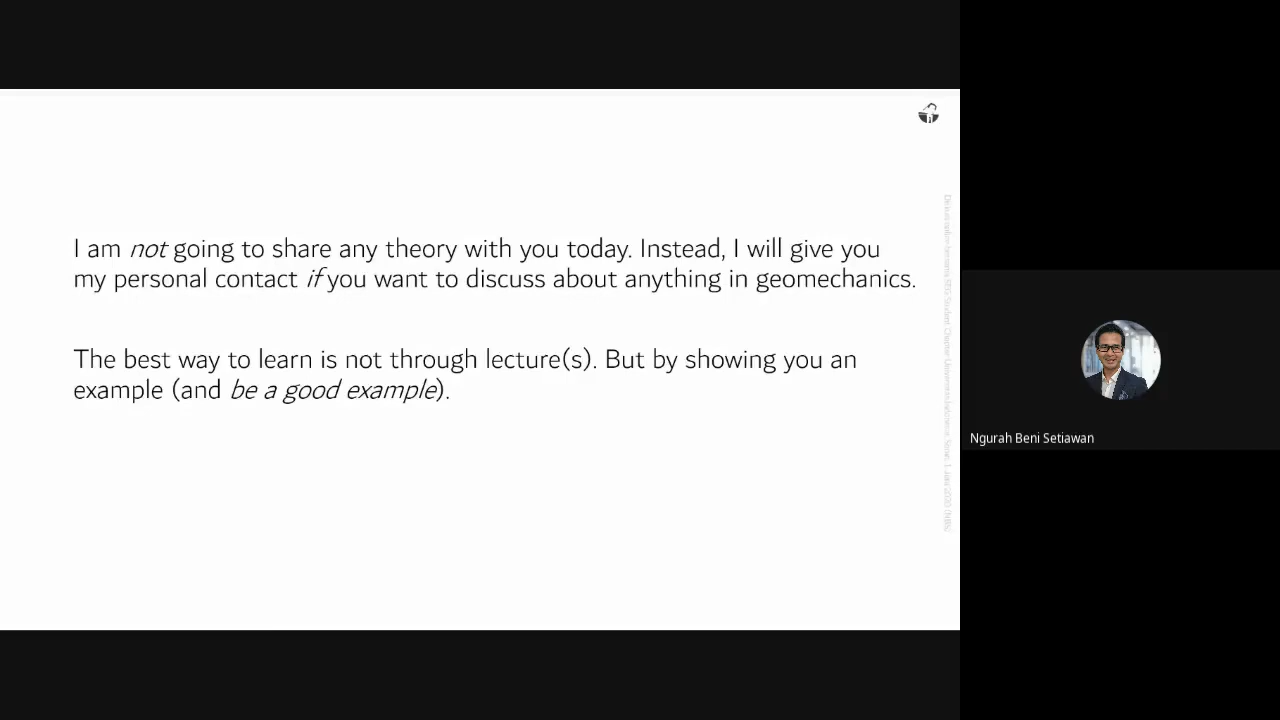 I am not going to share any theory with you today. Instead, I will give you
my personal contact if you want to discuss about anything in geomechanics.
The best way to learn is not through lecture(s). But by showing you an
example (and be a good example).
Ngurah Beni Setiawan